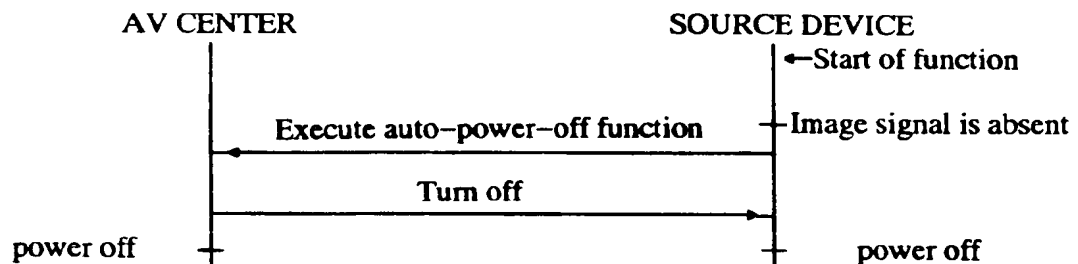 AV CENTER
SOURCE DEVICE
←Start of function
Image signal is absent
Execute auto-power-off function
Turn off
power off
power off